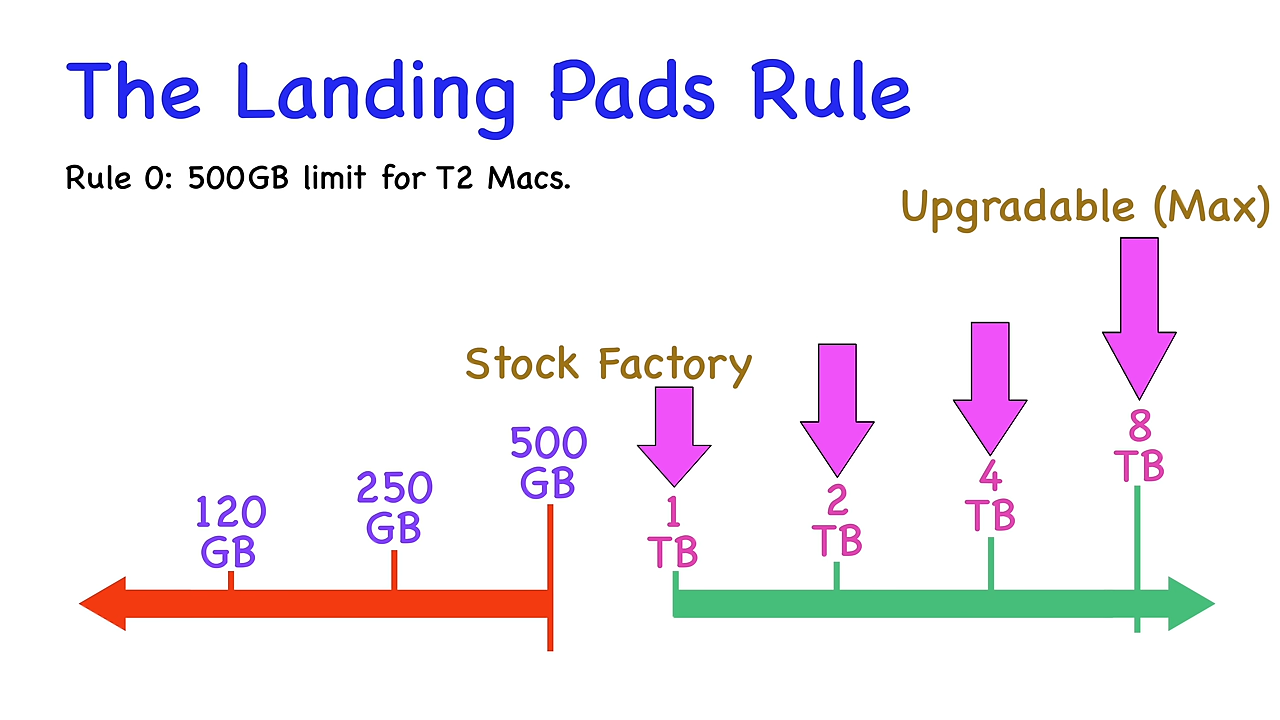 The Landing Pads Rule
Rule 0: 500GB limit for T2 Macs.
Upgradable (Max)
Stock Factory
120
GB
250
GB
500
GB
1
TB
2
TB
4
TB
8
TB